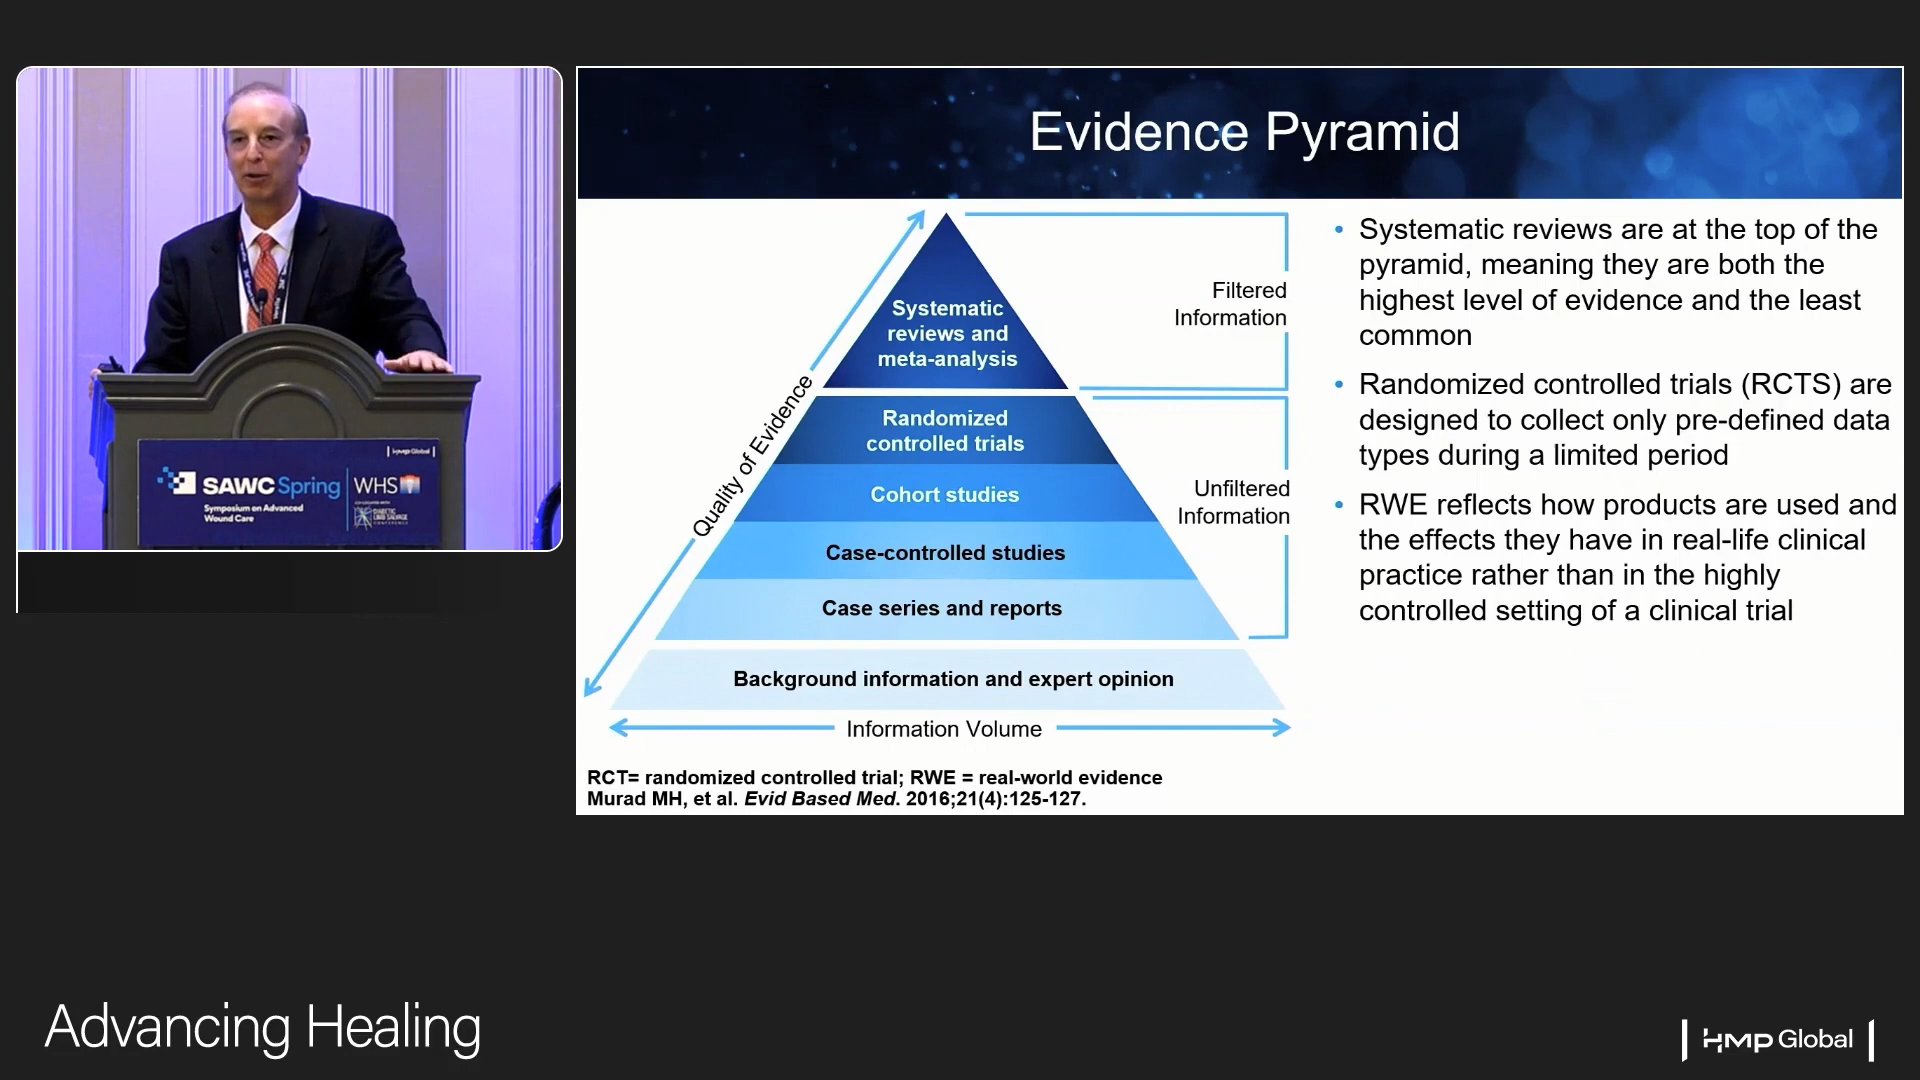 Evidence Pyramid
Systematic
reviews and
meta-analysis
Randomized
controlled trials
Cohort studies
Case-controlled studies
Case series and reports
Background information and expert opinion
Quality of Evidence
Information Volume
Filtered
Information
Unfiltered
Information
• Systematic reviews are at the top of the
pyramid, meaning they are both the
highest level of evidence and the least
common
• Randomized controlled trials (RCTS) are
designed to collect only pre-defined data
types during a limited period
• RWE reflects how products are used and
the effects they have in real-life clinical
practice rather than in the highly
controlled setting of a clinical trial
RCT= randomized controlled trial; RWE = real-world evidence
Murad MH, et al. Evid Based Med. 2016;21(4):125-127.
HMP Global
SAWC Spring
Symposium on Advanced
Wound Care
WHS
DIABETIC
LIMB SALVAGE
CONFERENCE
Advancing Healing
HMP Global